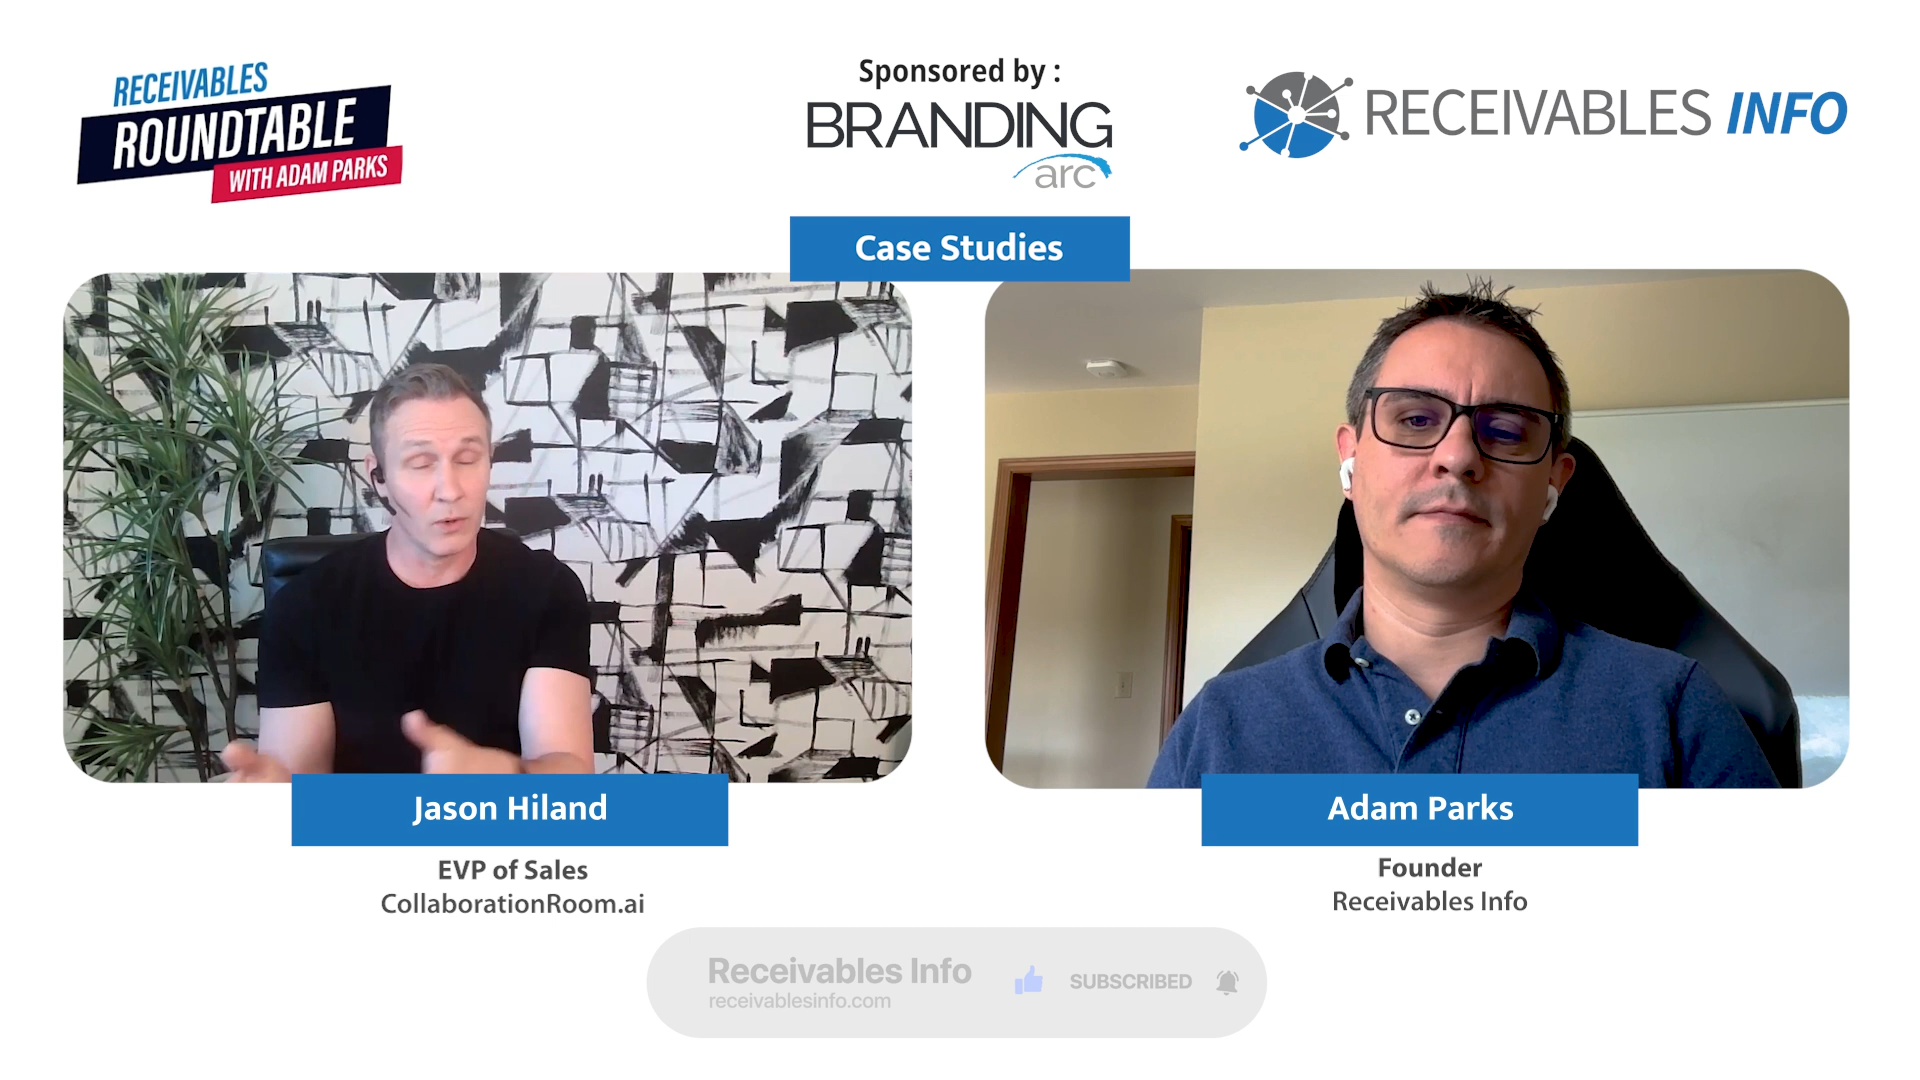 RECEIVABLES
ROUNDTABLE
WITH ADAM PARKS
Sponsored by :
BRANDING
arc
RECEIVABLES INFO
Case Studies
Jason Hiland
EVP of Sales
CollaborationRoom.ai
Adam Parks
Founder
Receivables Info
Receivables Info
receivablesinfo.com
SUBSCRIBED